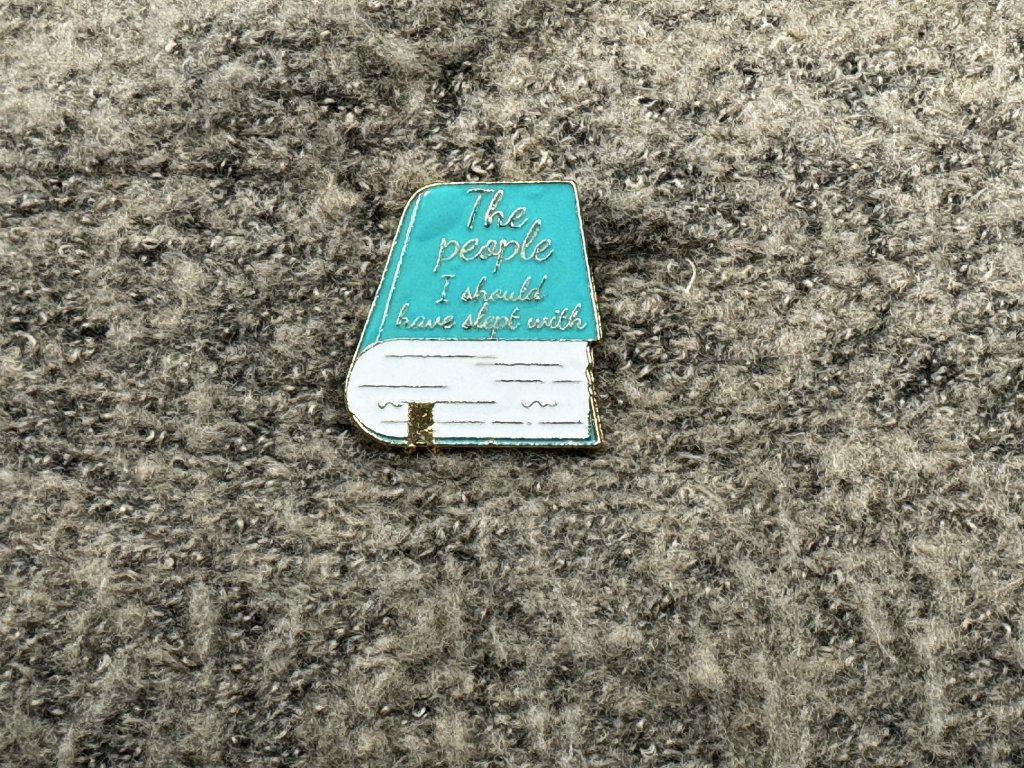 The
people
I should
have slept with